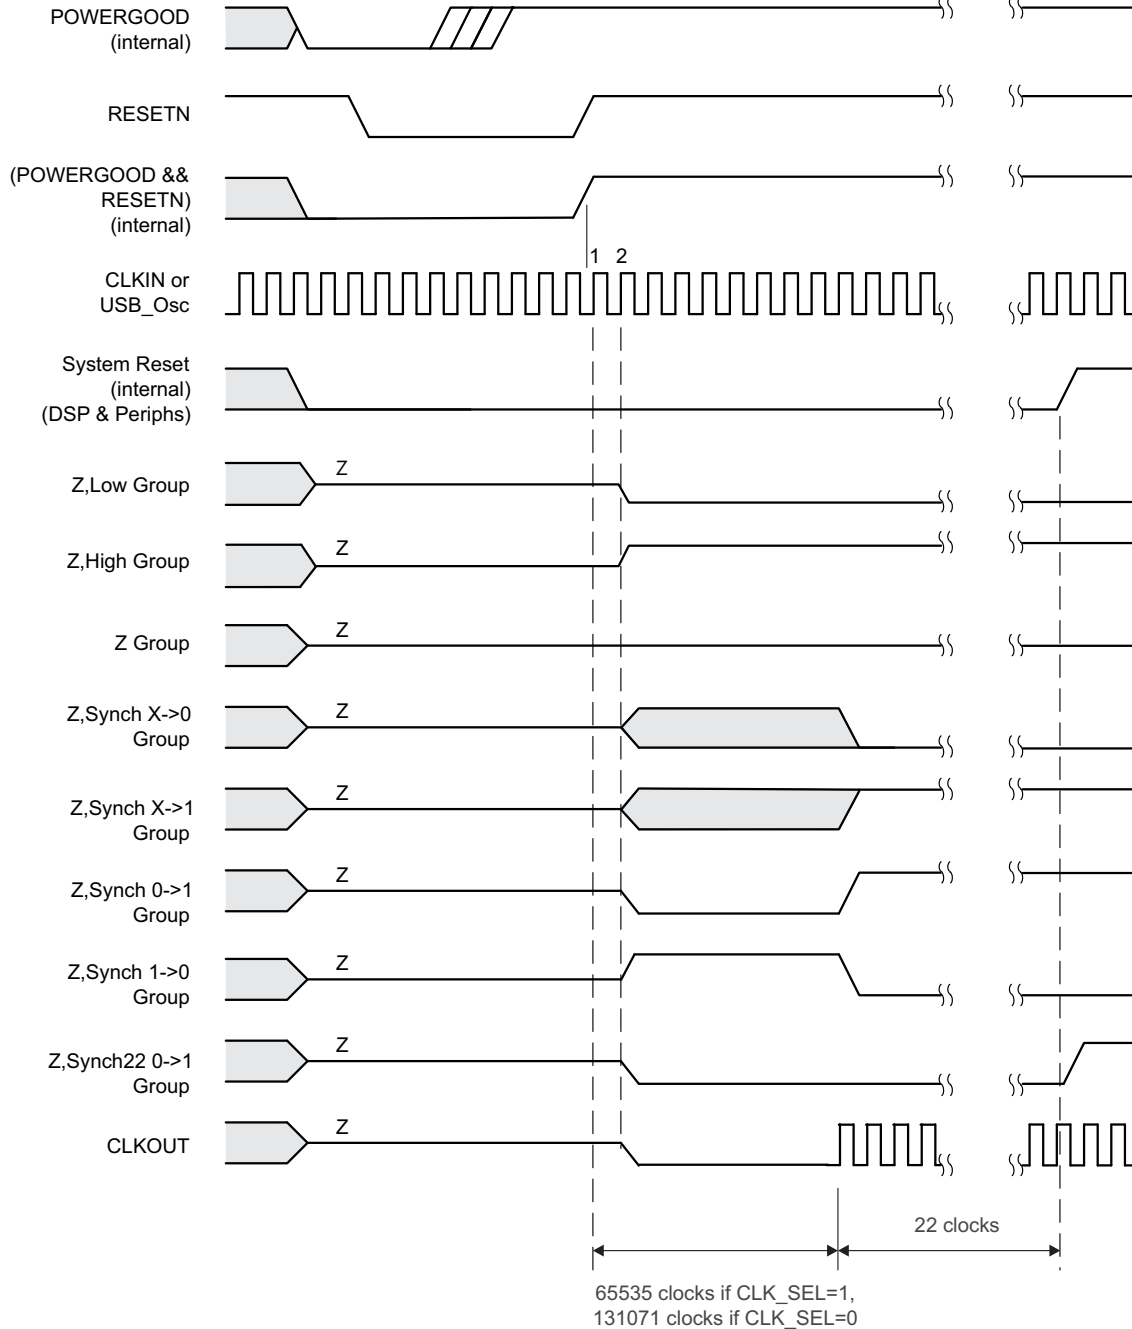 POWERGOOD
(internal)
RESETN
(POWERGOOD &&
RESETN)
(internal)
1 2
CLKIN or
USB_Osc
System Reset
(internal)
(DSP & Periphs)
Z
Z,Low Group
Z
Z,High Group
Z
Z Group
Z
Z,Synch X->0
Group
Z
Z,Synch X->1
Group
Z
Z,Synch 0->1
Group
Z
Z,Synch 1->0
Group
Z
Z,Synch22 0->1
Group
Z
CLKOUT
22 clocks
65535 clocks if CLK_SEL=1,
131071 clocks if CLK_SEL=0